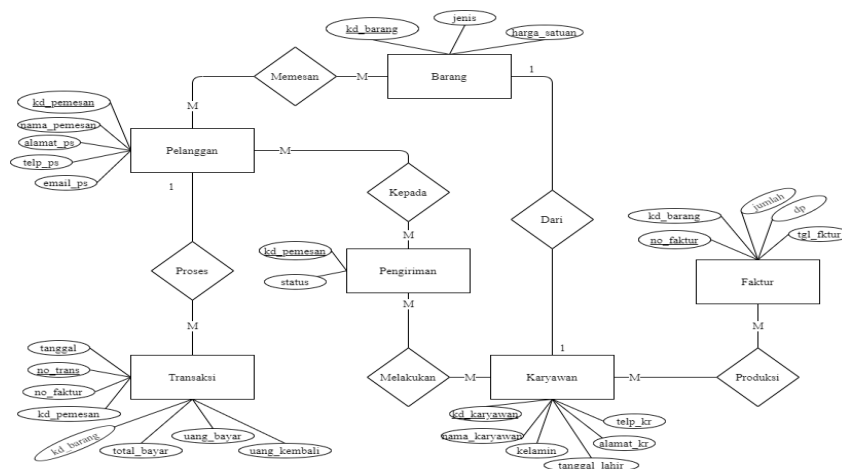 jenis
kd_barang
harga_satuan
Memesan
M
Barang
1
M
kd_pemesan
nama_pemesan
alamat_ps
telp_ps
email_ps
Pelanggan
M
1
Kepada
Dari
jumlah
dp
kd_barang
no_faktur
tgl_fktur
M
kd_pemesan
status
Pengiriman
Proses
Faktur
M
M
M
tanggal
no_trans
no_faktur
kd_pemesan
kd_barang
total_bayar
uang_bayar
uang_kembali
Transaksi
1
Melakukan
M
Karyawan
M
Produksi
kd_karyawan
nama_karyawan
kelamin
tanggal_lahir
alamat_kr
telp_kr